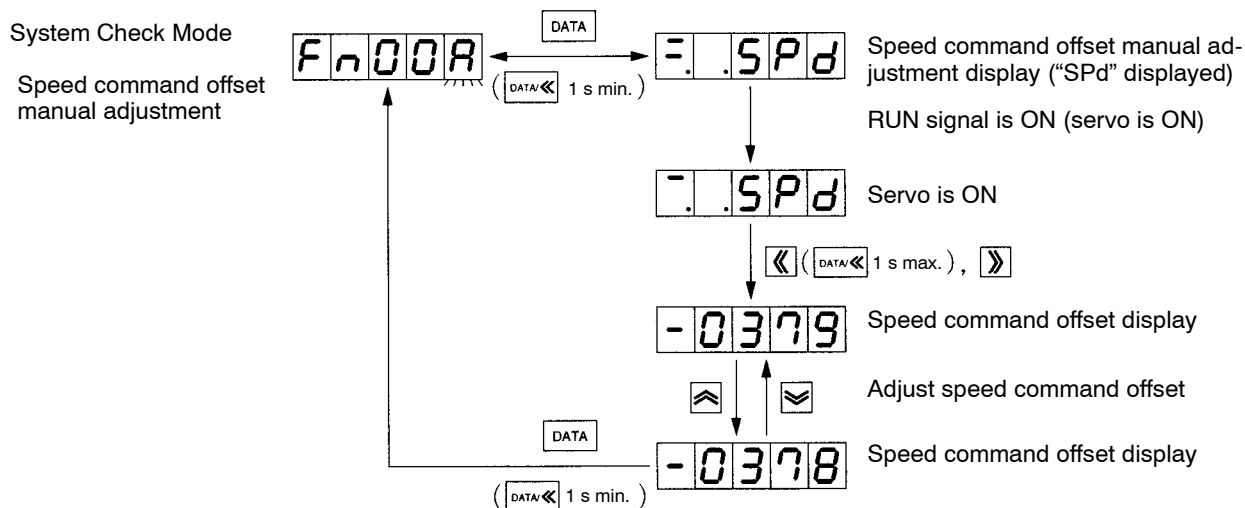 System Check Mode
Speed command offset
manual adjustment
Fn00A
DATA
(DATA/≪ 1 s min.)
=. .SPd
Speed command offset manual ad-
justment display (“SPd” displayed)
RUN signal is ON (servo is ON)
¯. .SPd
Servo is ON
≪ (DATA/≪ 1 s max.) , ≫
-0379
Speed command offset display
Adjust speed command offset
DATA
(DATA/≪ 1 s min.)
-0378
Speed command offset display